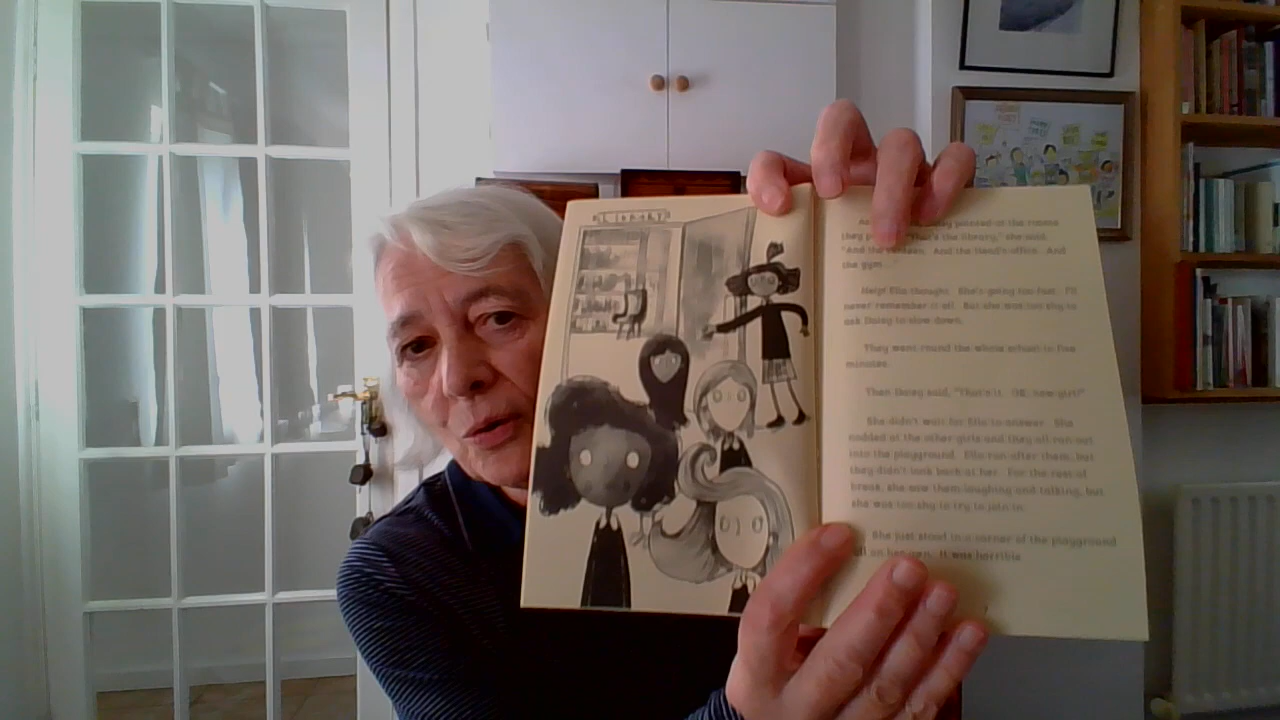 LIBRARY
pointed at the rooms
they "That's the library," she said.
"And the And the Head's office. And
the gym
Help! Ella thought. She's going too fast. I'll
never remember it all. But she was too shy to
ask Daisy to slow down.
They went round the whole school in five
minutes.
Then Daisy said, "That's it. OK, new girl?"
She didn't wait for Ella to answer. She
nodded at the other girls and they all ran out
into the playground. Ella ran after them, but
they didn't look back at her. For the rest of
break, she saw them laughing and talking, but
she was too shy to try to join in.
She just stood in a corner of the playground
all on her own. It was horrible